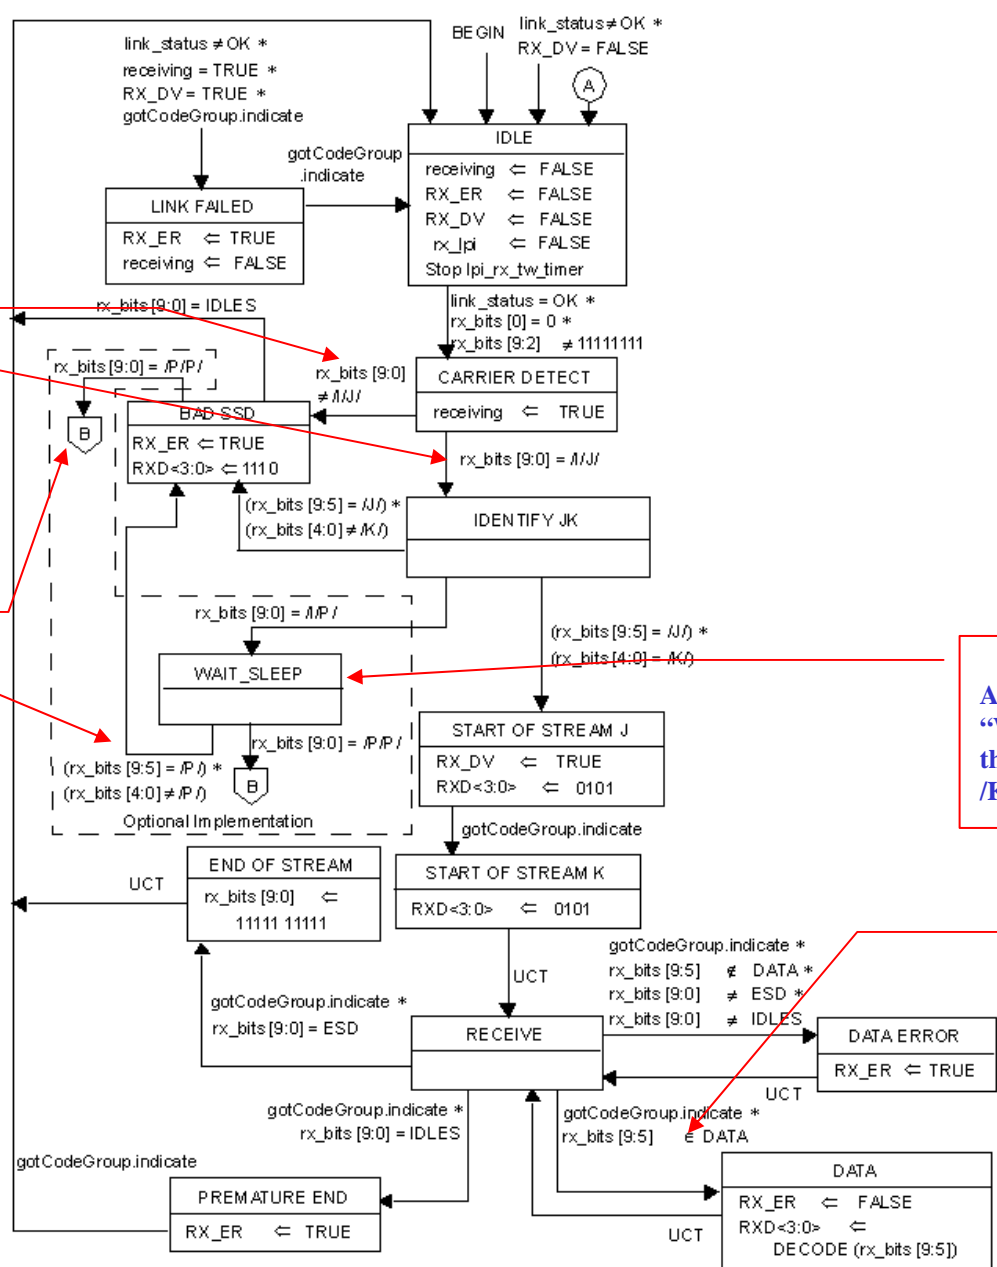 link_status ≠ OK *
receiving = TRUE *
RX_DV = TRUE *
gotCodeGroup.indicate
BEGIN
link_status ≠ OK *
RX_DV = FALSE
A
IDLE
receiving ⇐ FALSE
RX_ER ⇐ FALSE
RX_DV ⇐ FALSE
rx_lpi ⇐ FALSE
Stop lpi_rx_tw_timer
gotCodeGroup
.indicate
LINK FAILED
RX_ER ⇐ TRUE
receiving ⇐ FALSE
rx_bits [9:0] = IDLES
link_status = OK *
rx_bits [0] = 0 *
rx_bits [9:2] ≠ 11111111
rx_bits [9:0] = /P/P/
B
rx_bits [9:0]
≠ /I/J/
CARRIER DETECT
receiving ⇐ TRUE
BAD SSD
RX_ER ⇐ TRUE
RXD<3:0> ⇐ 1110
rx_bits [9:0] = /I/J/
(rx_bits [9:5] = /J/) *
(rx_bits [4:0] ≠ /K/)
IDENTIFY JK
rx_bits [9:0] = /I/P/
(rx_bits [9:5] = /J/) *
(rx_bits [4:0] = /K/)
WAIT_SLEEP
rx_bits [9:0] = /P/P/
B
(rx_bits [9:5] = /P/) *
(rx_bits [4:0] ≠ /P/)
Optional Implementation
START OF STREAM J
RX_DV ⇐ TRUE
RXD<3:0> ⇐ 0101
gotCodeGroup.indicate
END OF STREAM
rx_bits [9:0] ⇐
11111 11111
UCT
START OF STREAM K
RXD<3:0> ⇐ 0101
UCT
gotCodeGroup.indicate *
rx_bits [9:5] ∉ DATA *
rx_bits [9:0] ≠ ESD *
rx_bits [9:0] ≠ IDLES
gotCodeGroup.indicate *
rx_bits [9:0] = ESD
RECEIVE
DATA ERROR
RX_ER ⇐ TRUE
UCT
gotCodeGroup.indicate *
rx_bits [9:0] = IDLES
gotCodeGroup.indicate *
rx_bits [9:5] ∈ DATA
gotCodeGroup.indicate
PREMATURE END
RX_ER ⇐ TRUE
UCT
DATA
RX_ER ⇐ FALSE
RXD<3:0> ⇐
DECODE (rx_bits [9:5])